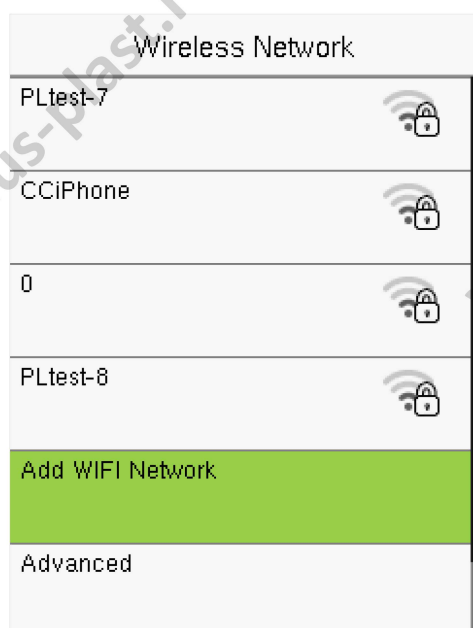 Wireless Network
PLtest-7
CCiPhone
0
PLtest-8
Add WIFI Network
Advanced